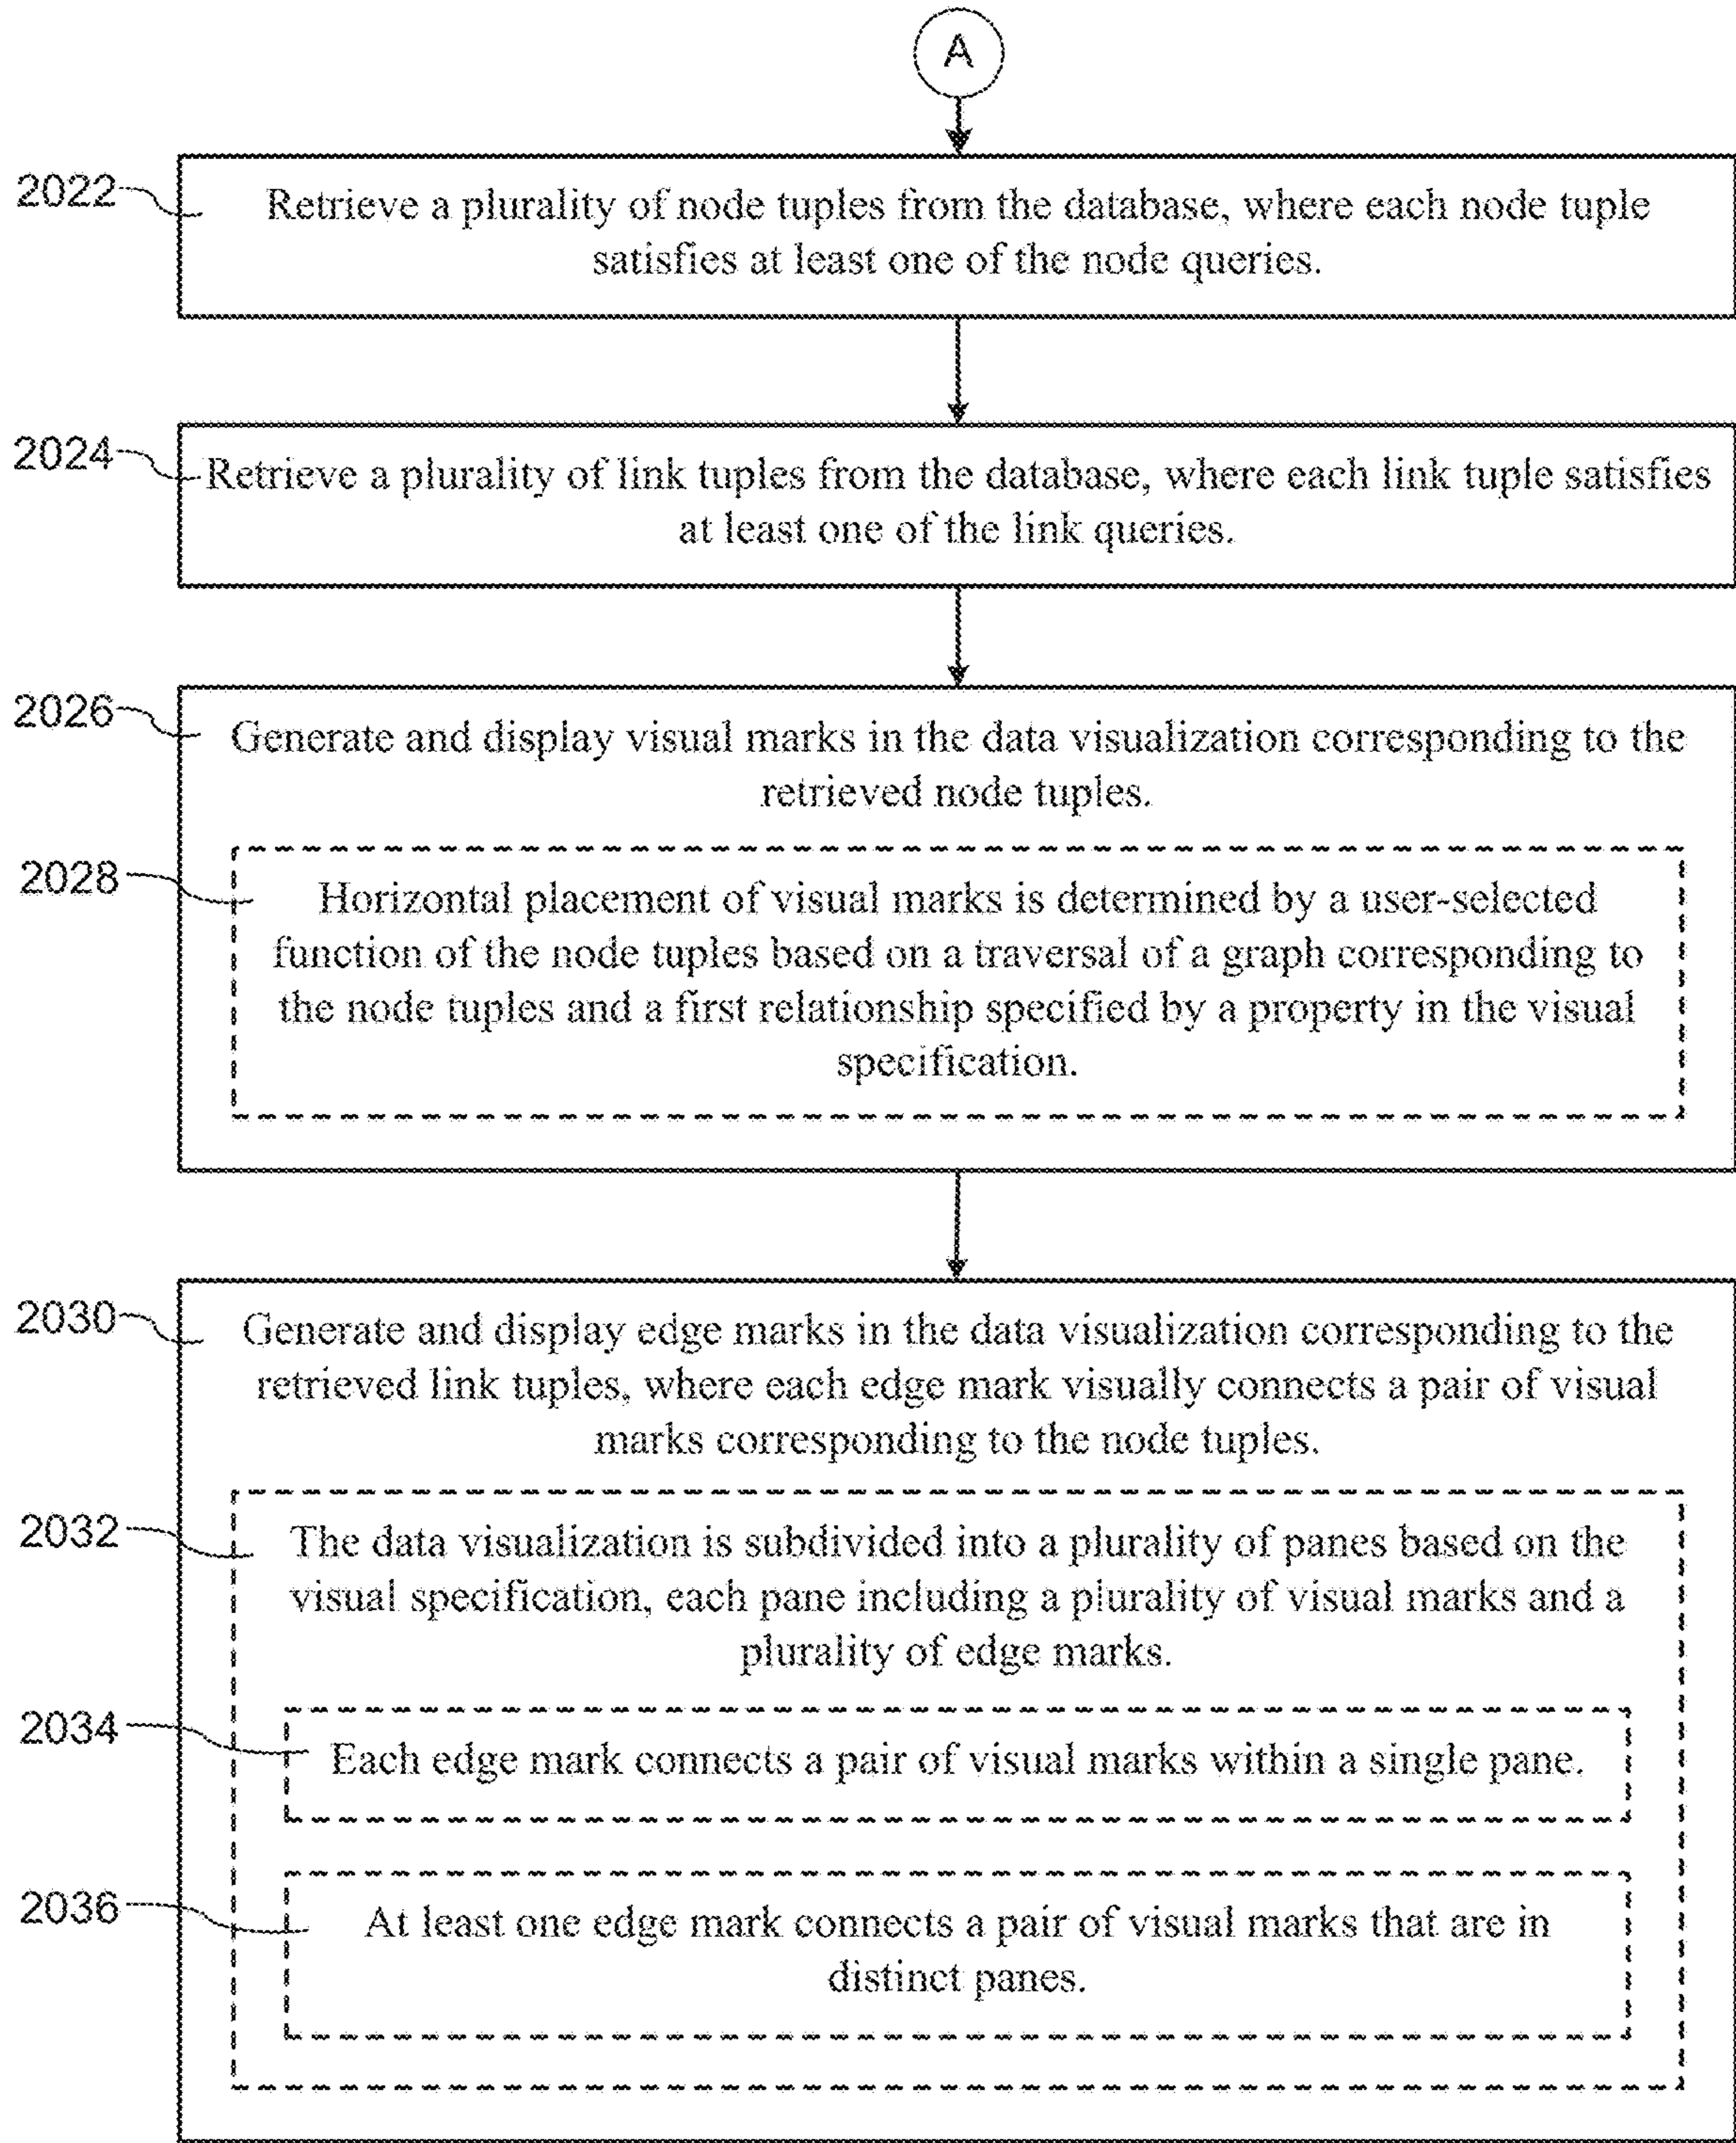 A
2022
Retrieve a plurality of node tuples from the database, where each node tuple
satisfies at least one of the node queries.
2024
Retrieve a plurality of link tuples from the database, where each link tuple satisfies
at least one of the link queries.
2026
Generate and display visual marks in the data visualization corresponding to the
retrieved node tuples.
2028
Horizontal placement of visual marks is determined by a user-selected
function of the node tuples based on a traversal of a graph corresponding to
the node tuples and a first relationship specified by a property in the visual
specification.
2030
Generate and display edge marks in the data visualization corresponding to the
retrieved link tuples, where each edge mark visually connects a pair of visual
marks corresponding to the node tuples.
2032
The data visualization is subdivided into a plurality of panes based on the
visual specification, each pane including a plurality of visual marks and a
plurality of edge marks.
2034
Each edge mark connects a pair of visual marks within a single pane.
2036
At least one edge mark connects a pair of visual marks that are in
distinct panes.